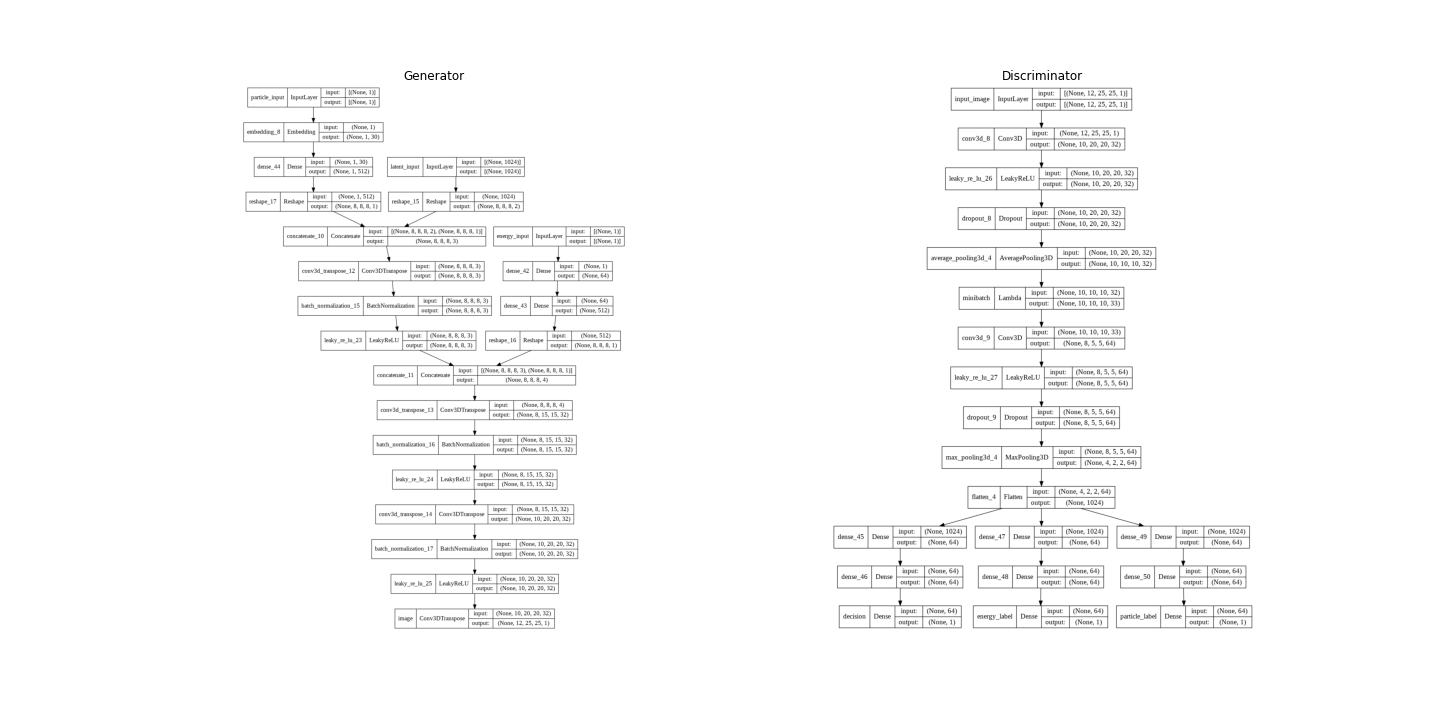 Generator
particle_input InputLayer input: [(None, 1)]
output: [(None, 1)]
embedding_8 Embedding input: (None, 1)
output: (None, 1, 30)
dense_44 Dense input: (None, 1, 30)
output: (None, 1, 512)
latent_input InputLayer input: [(None, 1024)]
output: [(None, 1024)]
reshape_17 Reshape input: (None, 1, 512)
output: (None, 8, 8, 8, 1)
reshape_15 Reshape input: (None, 1024)
output: (None, 8, 8, 8, 2)
concatenate_10 Concatenate input: [(None, 8, 8, 8, 2), (None, 8, 8, 8, 1)]
output: (None, 8, 8, 8, 3)
energy_input InputLayer input: [(None, 1)]
output: [(None, 1)]
conv3d_transpose_12 Conv3DTranspose input: (None, 8, 8, 8, 3)
output: (None, 8, 8, 8, 3)
dense_42 Dense input: (None, 1)
output: (None, 64)
batch_normalization_15 BatchNormalization input: (None, 8, 8, 8, 3)
output: (None, 8, 8, 8, 3)
dense_43 Dense input: (None, 64)
output: (None, 512)
leaky_re_lu_23 LeakyReLU input: (None, 8, 8, 8, 3)
output: (None, 8, 8, 8, 3)
reshape_16 Reshape input: (None, 512)
output: (None, 8, 8, 8, 1)
concatenate_11 Concatenate input: [(None, 8, 8, 8, 3), (None, 8, 8, 8, 1)]
output: (None, 8, 8, 8, 4)
conv3d_transpose_13 Conv3DTranspose input: (None, 8, 8, 8, 4)
output: (None, 8, 15, 15, 32)
batch_normalization_16 BatchNormalization input: (None, 8, 15, 15, 32)
output: (None, 8, 15, 15, 32)
leaky_re_lu_24 LeakyReLU input: (None, 8, 15, 15, 32)
output: (None, 8, 15, 15, 32)
conv3d_transpose_14 Conv3DTranspose input: (None, 8, 15, 15, 32)
output: (None, 10, 20, 20, 32)
batch_normalization_17 BatchNormalization input: (None, 10, 20, 20, 32)
output: (None, 10, 20, 20, 32)
leaky_re_lu_25 LeakyReLU input: (None, 10, 20, 20, 32)
output: (None, 10, 20, 20, 32)
image Conv3DTranspose input: (None, 10, 20, 20, 32)
output: (None, 12, 25, 25, 1)
Discriminator
input_image InputLayer input: [(None, 12, 25, 25, 1)]
output: [(None, 12, 25, 25, 1)]
conv3d_8 Conv3D input: (None, 12, 25, 25, 1)
output: (None, 10, 20, 20, 32)
leaky_re_lu_26 LeakyReLU input: (None, 10, 20, 20, 32)
output: (None, 10, 20, 20, 32)
dropout_8 Dropout input: (None, 10, 20, 20, 32)
output: (None, 10, 20, 20, 32)
average_pooling3d_4 AveragePooling3D input: (None, 10, 20, 20, 32)
output: (None, 10, 10, 10, 32)
minibatch Lambda input: (None, 10, 10, 10, 32)
output: (None, 10, 10, 10, 33)
conv3d_9 Conv3D input: (None, 10, 10, 10, 33)
output: (None, 8, 5, 5, 64)
leaky_re_lu_27 LeakyReLU input: (None, 8, 5, 5, 64)
output: (None, 8, 5, 5, 64)
dropout_9 Dropout input: (None, 8, 5, 5, 64)
output: (None, 8, 5, 5, 64)
max_pooling3d_4 MaxPooling3D input: (None, 8, 5, 5, 64)
output: (None, 4, 2, 2, 64)
flatten_4 Flatten input: (None, 4, 2, 2, 64)
output: (None, 1024)
dense_45 Dense input: (None, 1024)
output: (None, 64)
dense_47 Dense input: (None, 1024)
output: (None, 64)
dense_49 Dense input: (None, 1024)
output: (None, 64)
dense_46 Dense input: (None, 64)
output: (None, 64)
dense_48 Dense input: (None, 64)
output: (None, 64)
dense_50 Dense input: (None, 64)
output: (None, 64)
decision Dense input: (None, 64)
output: (None, 1)
energy_label Dense input: (None, 64)
output: (None, 1)
particle_label Dense input: (None, 64)
output: (None, 1)